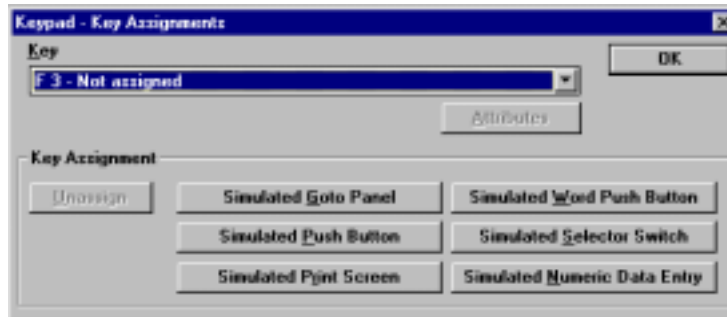 Keypad - Key Assignments
Key
OK
F 3 - Not assigned
Attributes
Key Assignment
Unassign
Simulated Goto Panel
Simulated Word Push Button
Simulated Push Button
Simulated Selector Switch
Simulated Print Screen
Simulated Numeric Data Entry